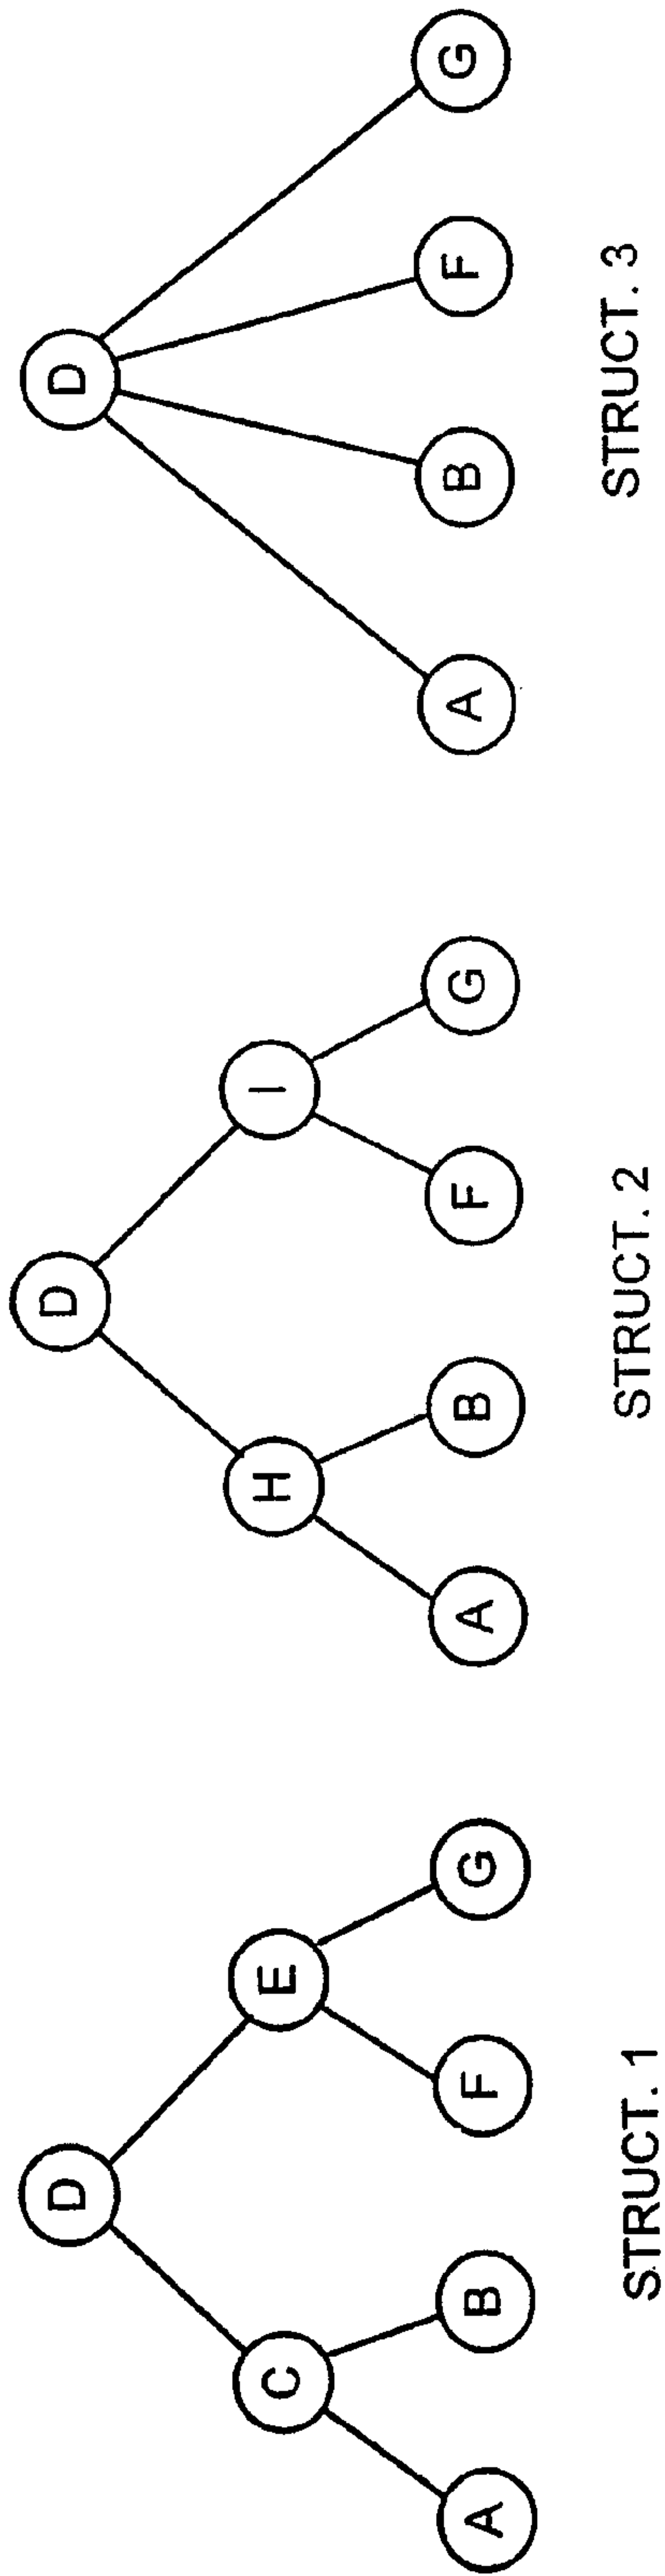 D
C E
A B F G
STRUCT. 1
D
H I
A B F G
STRUCT. 2
D
A B F G
STRUCT. 3